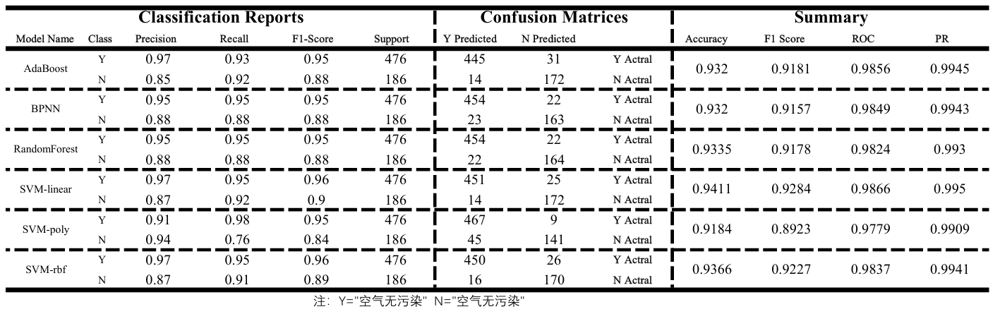 Classification Reports Confusion Matrices Summary
Model Name Class Precision Recall F1-Score Support Y Predicted N Predicted Accuracy F1 Score ROC PR
AdaBoost Y 0.97 0.93 0.95 476 445 31 Y Actral 0.932 0.9181 0.9856 0.9945
N 0.85 0.92 0.88 186 14 172 N Actral
BPNN Y 0.95 0.95 0.95 476 454 22 Y Actral 0.932 0.9157 0.9849 0.9943
N 0.88 0.88 0.88 186 23 163 N Actral
RandomForest Y 0.95 0.95 0.95 476 454 22 Y Actral 0.9335 0.9178 0.9824 0.993
N 0.88 0.88 0.88 186 22 164 N Actral
SVM-linear Y 0.97 0.95 0.96 476 451 25 Y Actral 0.9411 0.9284 0.9866 0.995
N 0.87 0.92 0.9 186 14 172 N Actral
SVM-poly Y 0.91 0.98 0.95 476 467 9 Y Actral 0.9184 0.8923 0.9779 0.9909
N 0.94 0.76 0.84 186 45 141 N Actral
SVM-rbf Y 0.97 0.95 0.96 476 450 26 Y Actral 0.9366 0.9227 0.9837 0.9941
N 0.87 0.91 0.89 186 16 170 N Actral
注：Y="空气无污染" N="空气无污染"